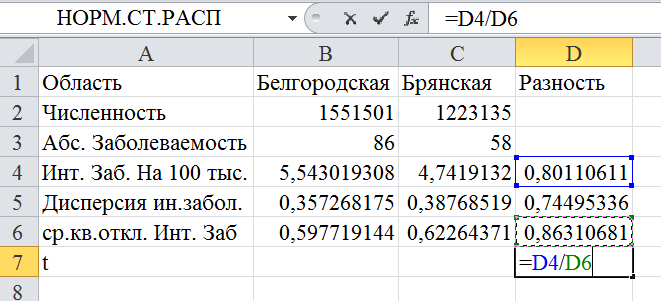 НОРМ.СТ.РАСП =D4/D6
A B C D
1 Область Белгородская Брянская Разность
2 Численность 1551501 1223135
3 Абс. Заболеваемость 86 58
4 Инт. Заб. На 100 тыс. 5,543019308 4,7419132 0,80110611
5 Дисперсия ин.забол. 0,357268175 0,38768519 0,74495336
6 ср.кв.откл. Инт. Заб 0,597719144 0,62264371 0,86310681
7 t =D4/D6
8